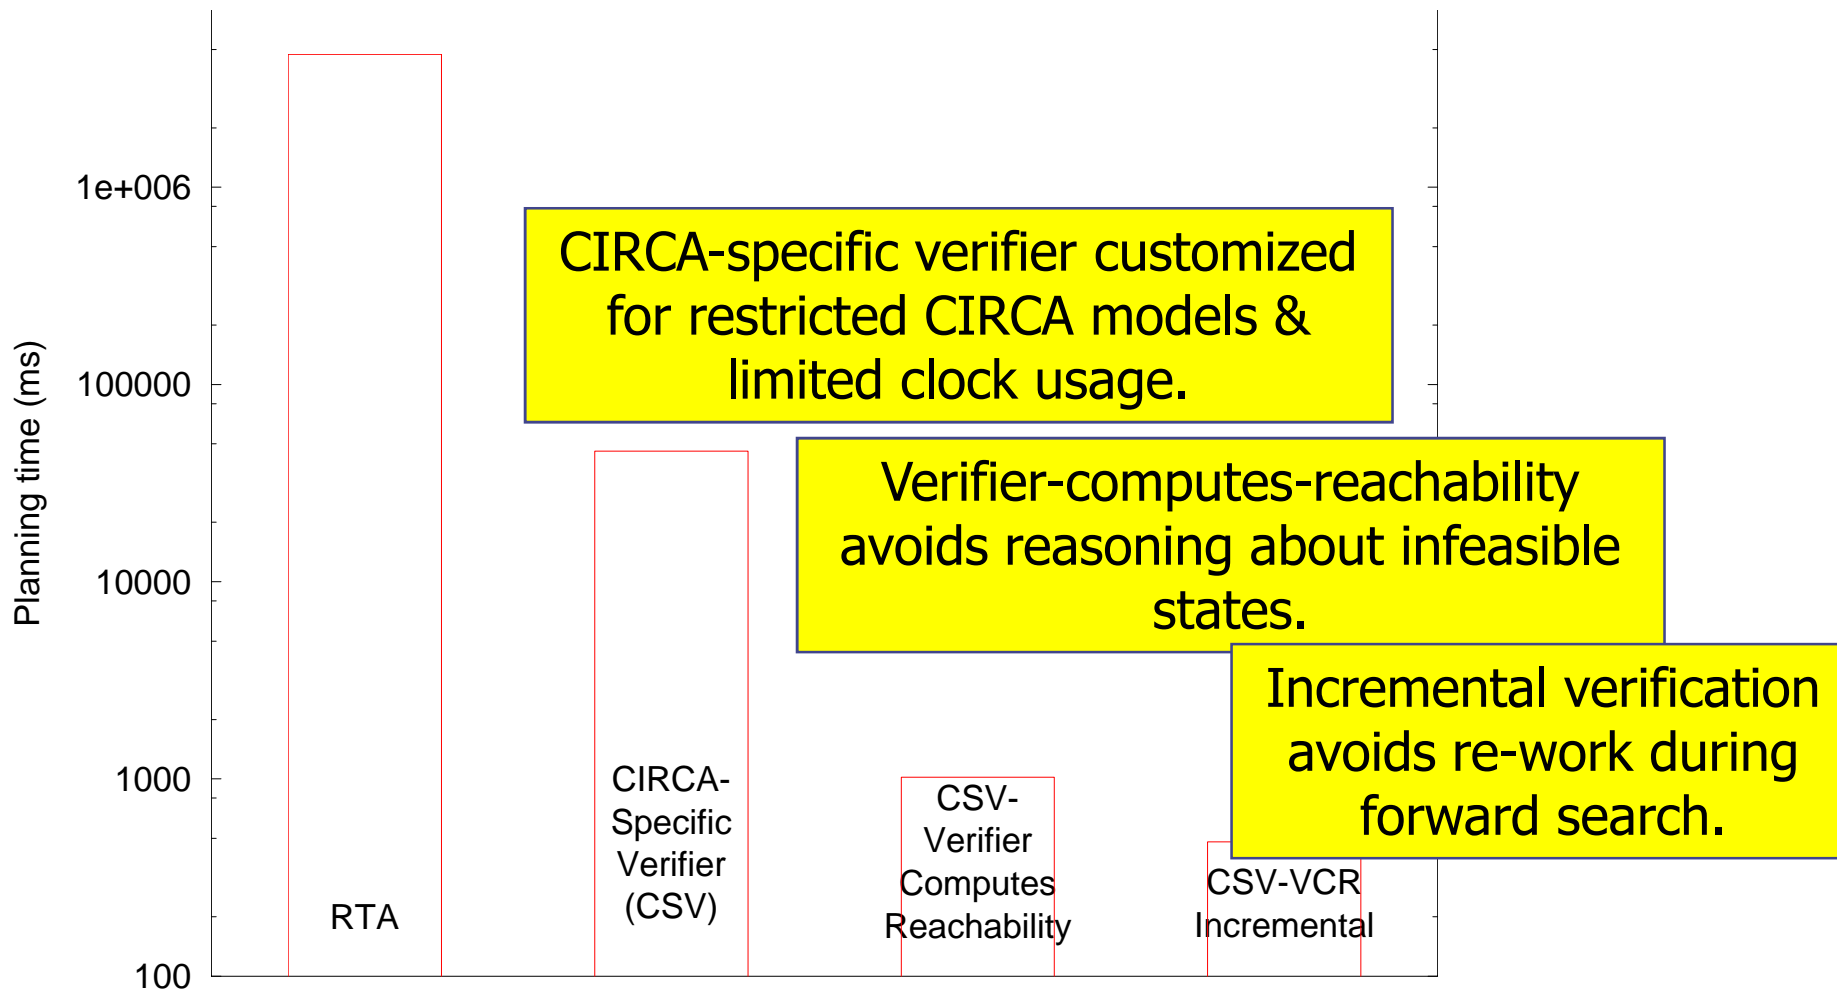 Planning time (ms)
1e+006
100000
10000
1000
100
CIRCA-specific verifier customized
for restricted CIRCA models &
limited clock usage.
Verifier-computes-reachability
avoids reasoning about infeasible
states.
Incremental verification
avoids re-work during
forward search.
RTA
CIRCA-
Specific
Verifier
(CSV)
CSV-
Verifier
Computes
Reachability
CSV-VCR
Incremental